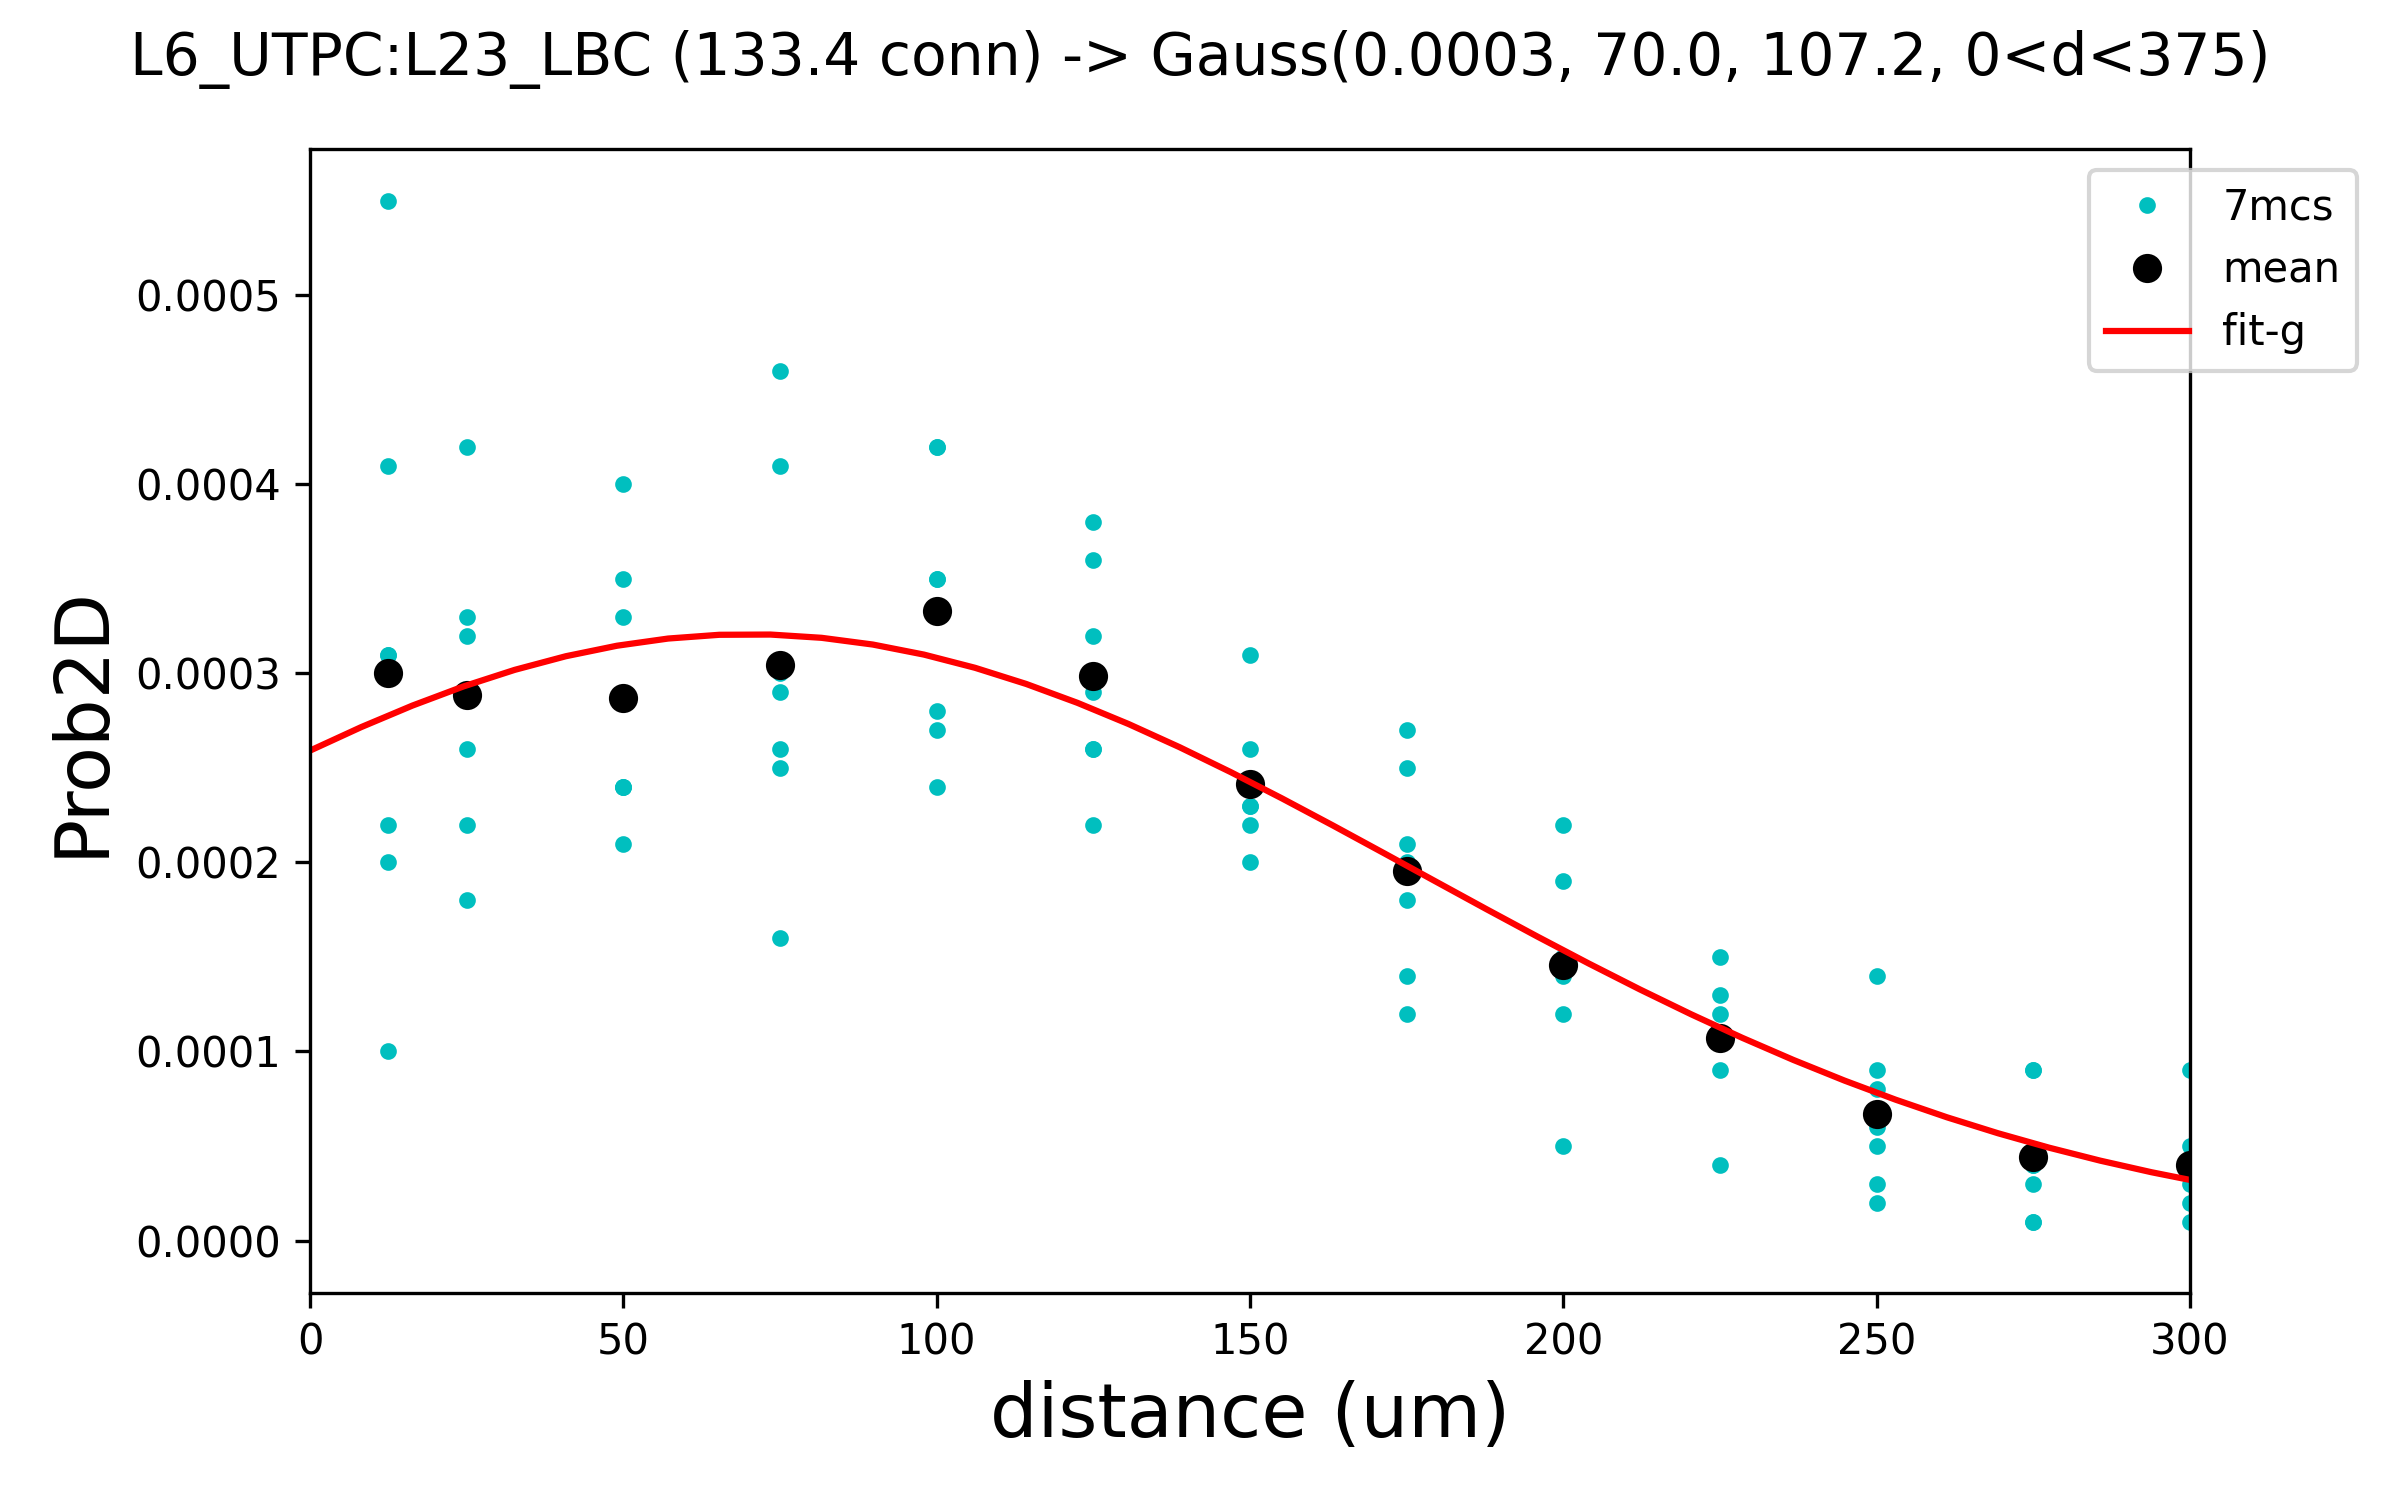 L6_UTPC:L23_LBC (133.4 conn) -> Gauss(0.0003, 70.0, 107.2, 0<d<375)
7mcs
mean
fit-g
0.0005
0.0004
0.0003
0.0002
0.0001
0.0000
Prob2D
0 50 100 150 200 250 300
distance (um)